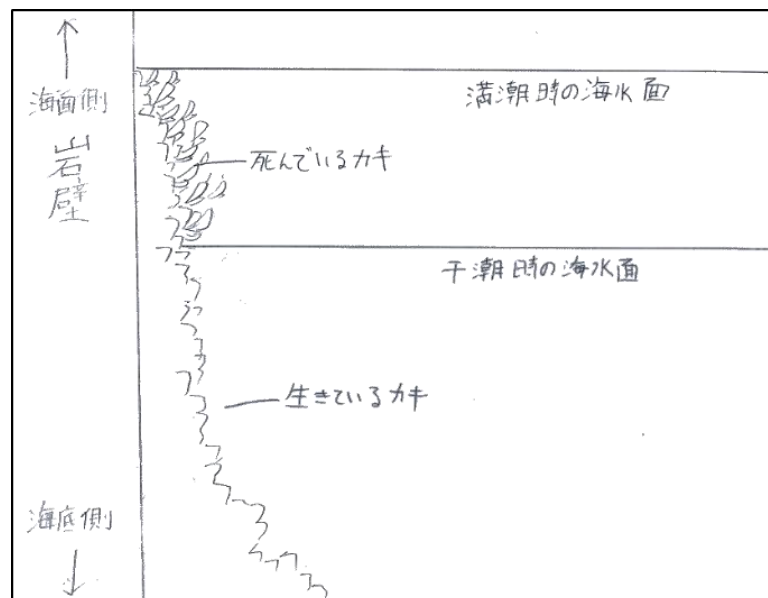 海面側
岩壁
満潮時の海水面
死んでいるカキ
干潮時の海水面
生きているカキ
海底側